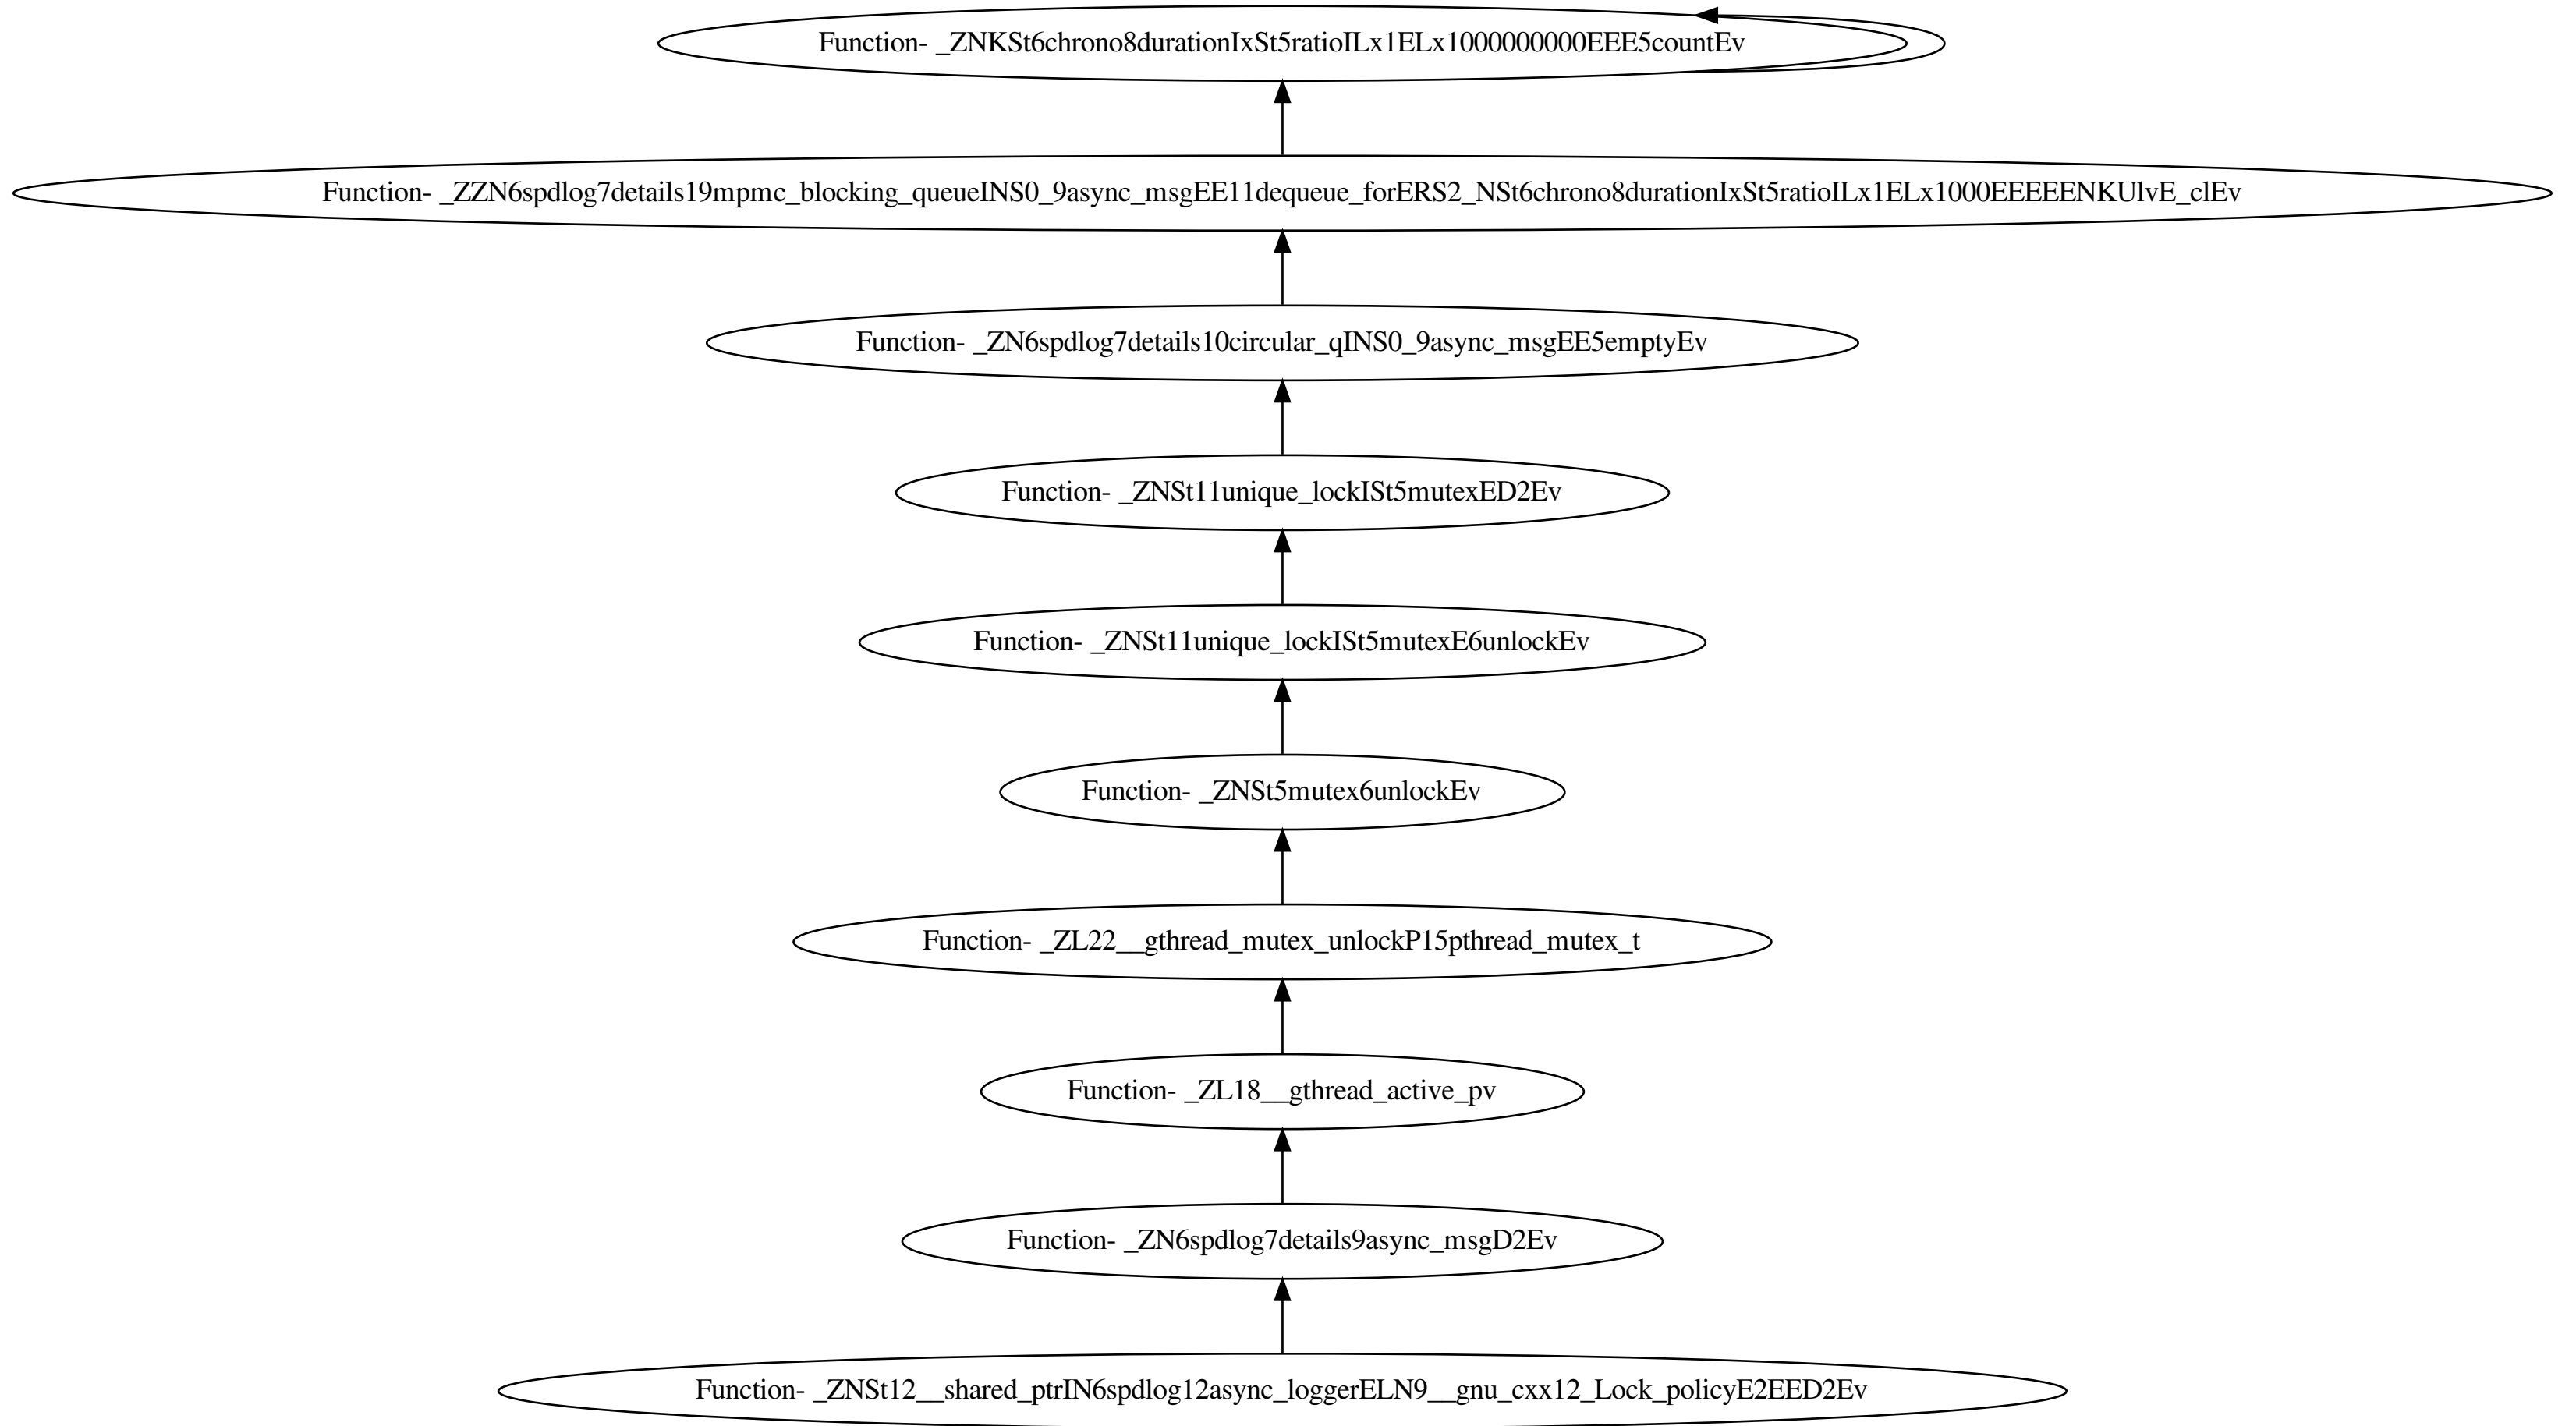 Function- _ZNKSt6chrono8durationIxSt5ratioILx1ELx1000000000EEE5countEv
Function- _ZZN6spdlog7details19mpmc_blocking_queueINS0_9async_msgEE11dequeue_forERS2_NSt6chrono8durationIxSt5ratioILx1ELx1000EEEEENKUlvE_clEv
Function- _ZN6spdlog7details10circular_qINS0_9async_msgEE5emptyEv
Function- _ZNSt11unique_lockISt5mutexED2Ev
Function- _ZNSt11unique_lockISt5mutexE6unlockEv
Function- _ZNSt5mutex6unlockEv
Function- _ZL22__gthread_mutex_unlockP15pthread_mutex_t
Function- _ZL18__gthread_active_pv
Function- _ZN6spdlog7details9async_msgD2Ev
Function- _ZNSt12__shared_ptrIN6spdlog12async_loggerELN9__gnu_cxx12_Lock_policyE2EED2Ev